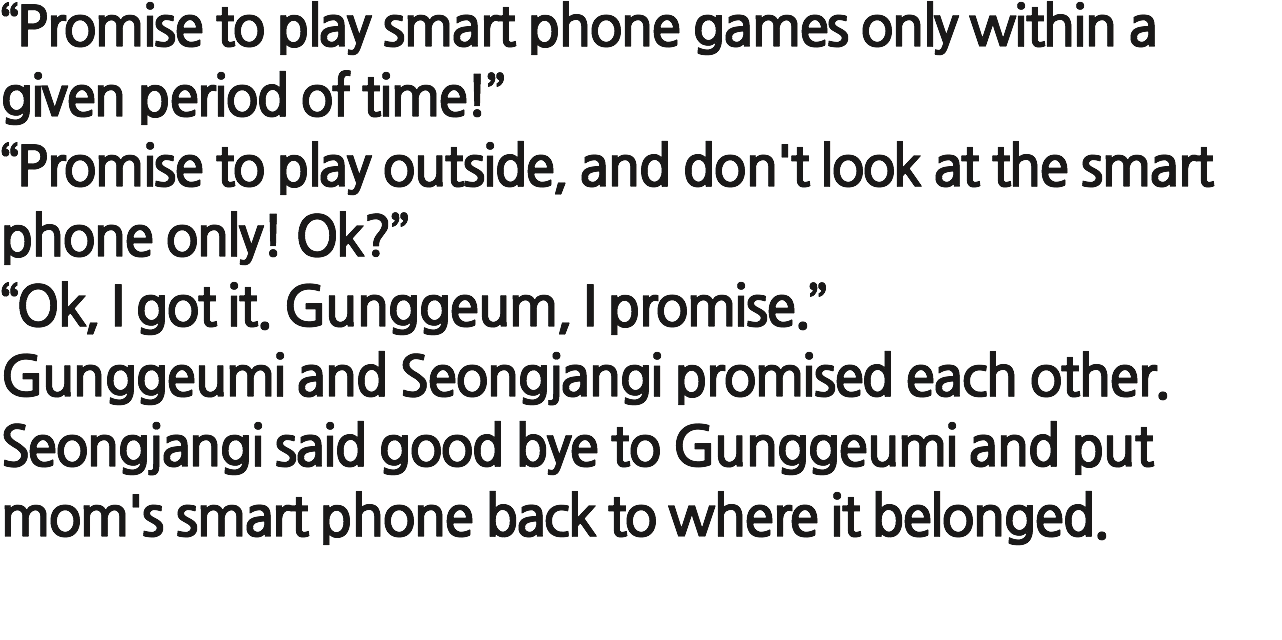 “Promise to play smart phone games only within a
given period of time!”
“Promise to play outside, and don't look at the smart
phone only! Ok?”
“Ok, I got it. Gunggeum, I promise.”
Gunggeumi and Seongjangi promised each other.
Seongjangi said good bye to Gunggeumi and put
mom's smart phone back to where it belonged.